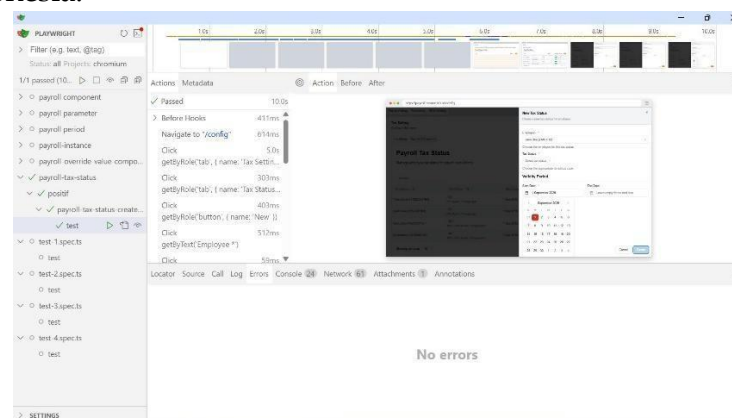 PLAYWRIGHT
Filter (e.g. text, @tag)
Status: all Projects: chromium
1/1 passed (10...
payroll component
payroll parameter
payroll period
payroll-instance
payroll override value compo...
payroll-tax-status
positif
payroll-tax-status-create...
test
test-1.spec.ts
test
test-2.spec.ts
test
test-3.spec.ts
test
test-4.spec.ts
test
SETTINGS
1.0s 2.0s 3.0s 4.0s 5.0s 6.0s 7.0s 8.0s 9.0s 10.0s
Actions Metadata
Passed 10.0s
Before Hooks 411ms
Navigate to "/config" 614ms
Click 5.0s
getByRole('tab', { name: 'Tax Settin...
Click 303ms
getByRole('tab', { name: 'Tax Status...
Click 403ms
getByRole('button', { name: 'New' })
Click 512ms
getByText('Employee *')
Click 59ms
Action Before After
Payroll Tax Status
New Tax Status
Tax Status
Validity Period
Locator Source Call Log Errors Console 24 Network 61 Attachments 1 Annotations
No errors